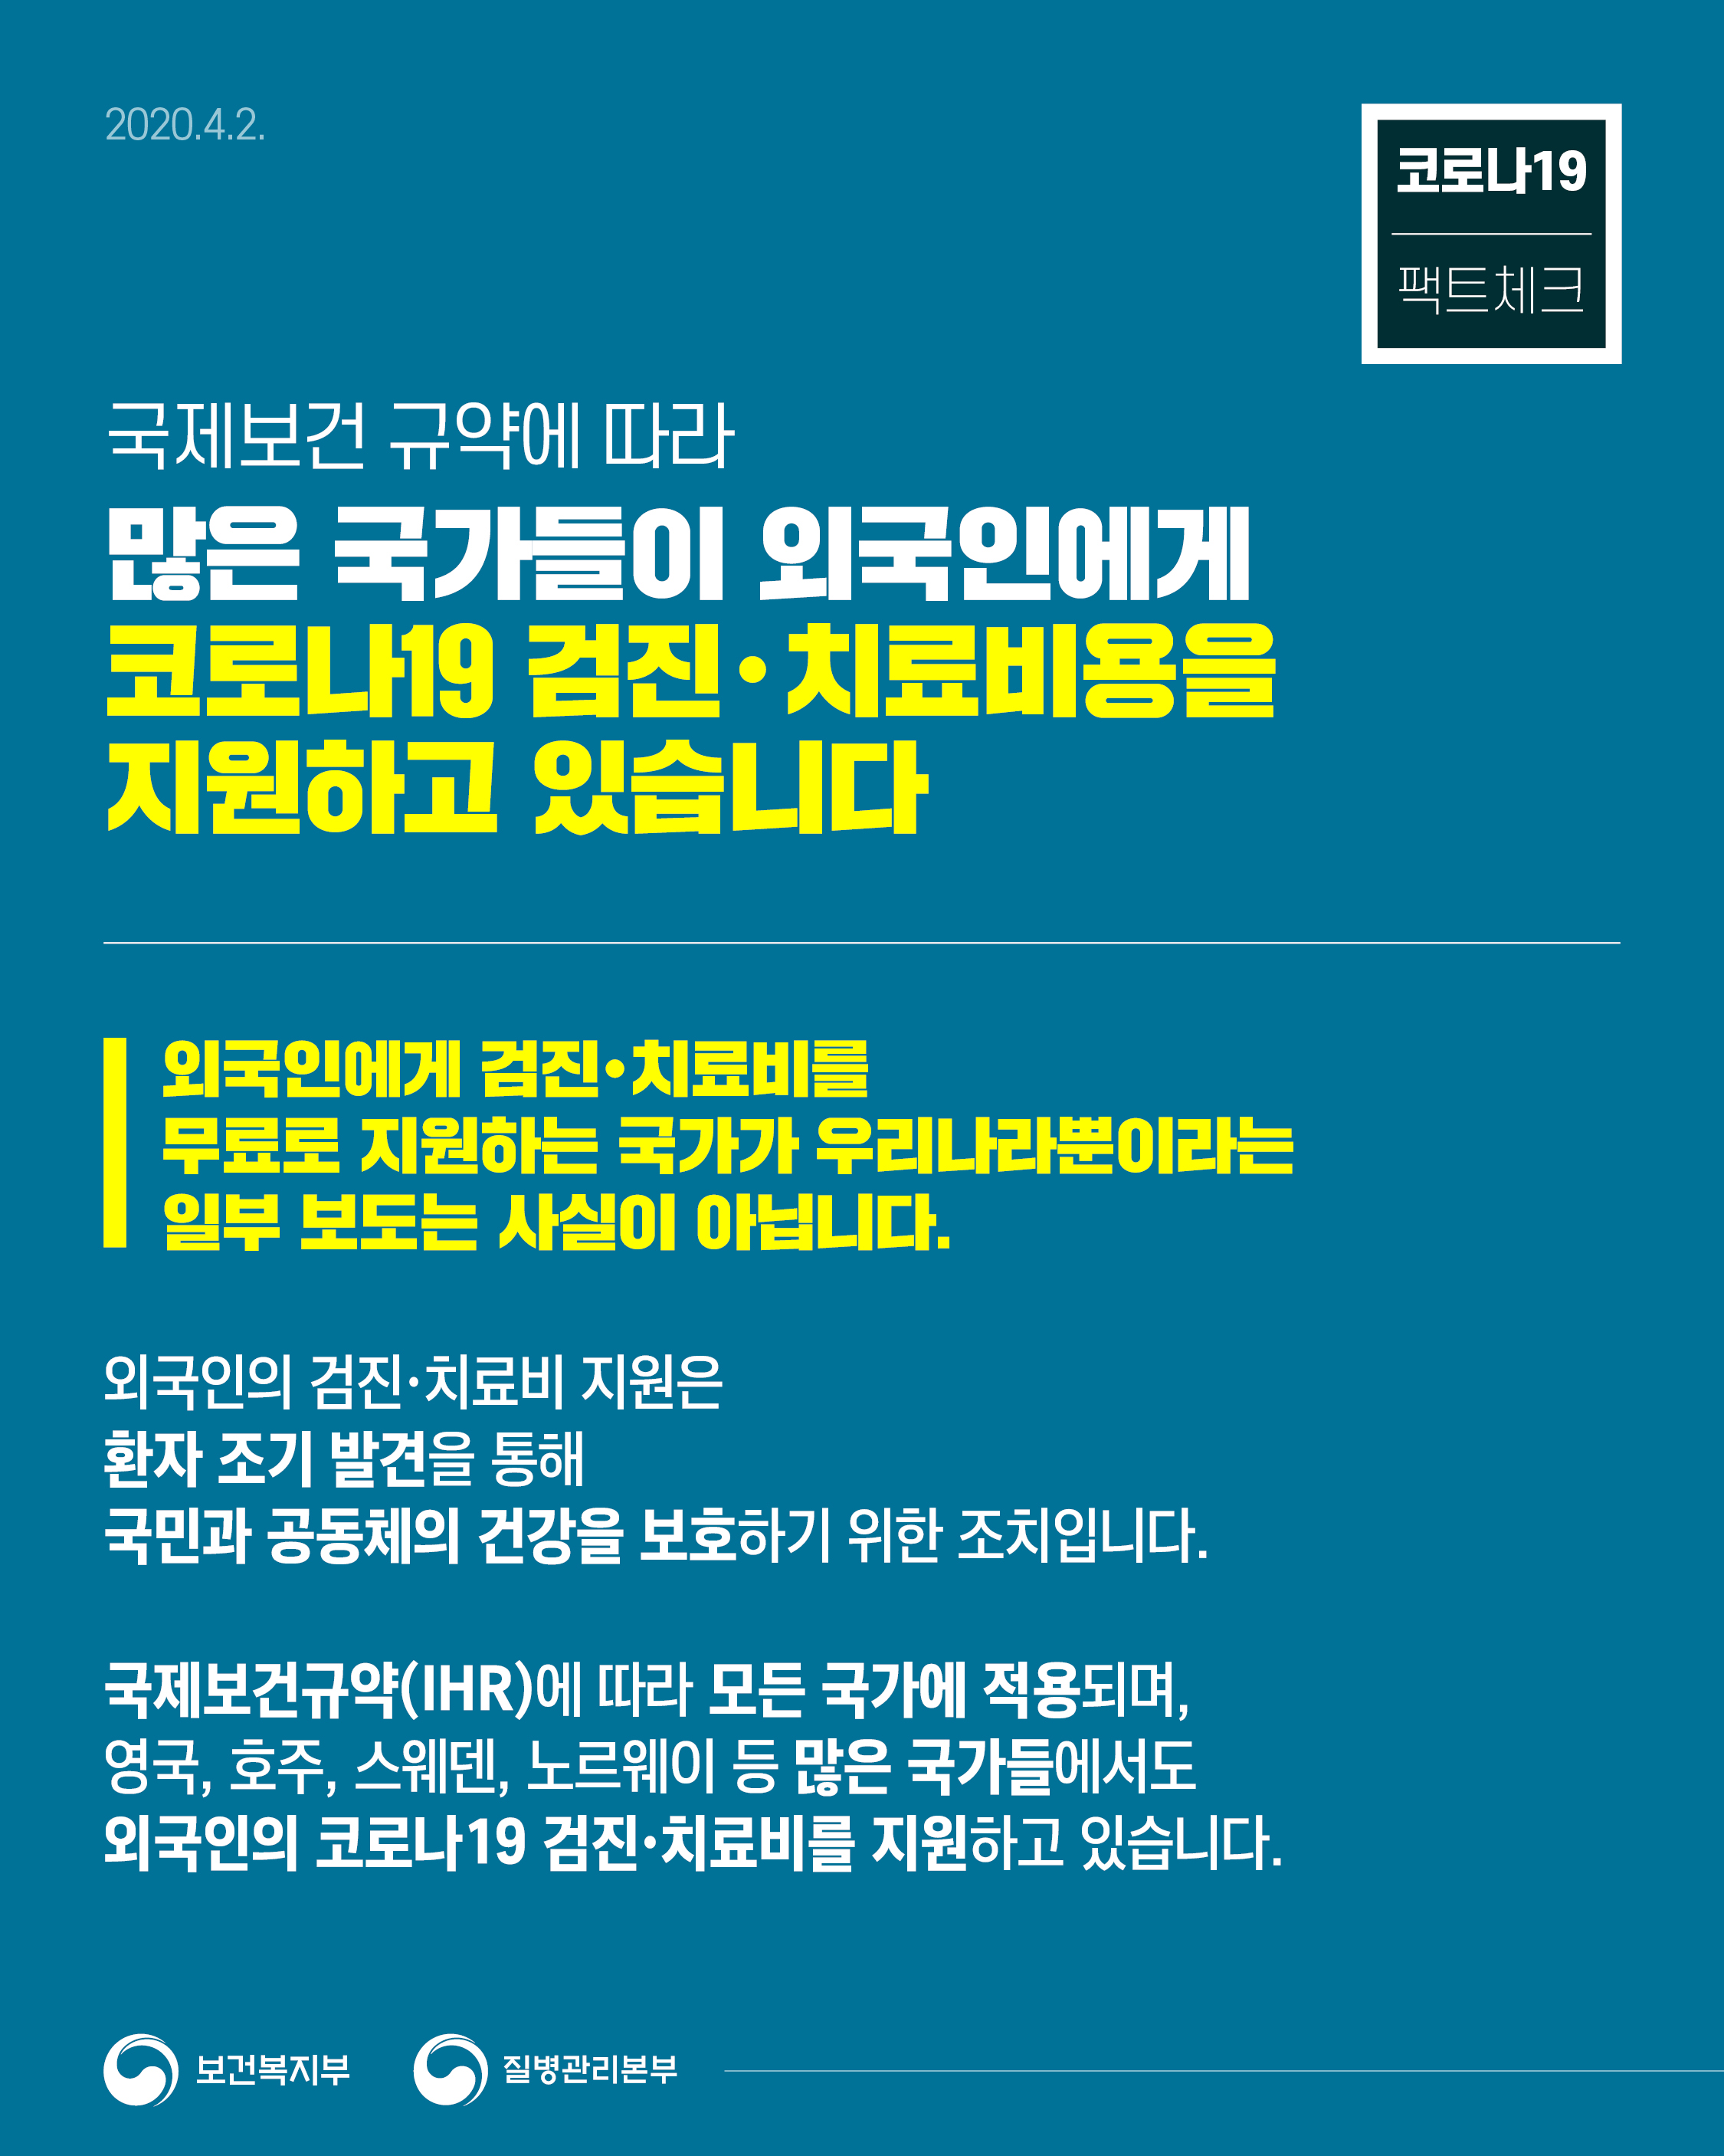 2020.4.2.
코로나19
팩트체크
국제보건 규약에 따라
많은 국가들이 외국인에게
코로나19 검진·치료비용을
지원하고 있습니다
외국인에게 검진·치료비를
무료로 지원하는 국가가 우리나라뿐이라는
일부 보도는 사실이 아닙니다.
외국인의 검진·치료비 지원은
환자 조기 발견을 통해
국민과 공동체의 건강을 보호하기 위한 조치입니다.
국제보건규약(IHR)에 따라 모든 국가에 적용되며,
영국, 호주, 스웨덴, 노르웨이 등 많은 국가들에서도
외국인의 코로나19 검진·치료비를 지원하고 있습니다.
보건복지부
질병관리본부